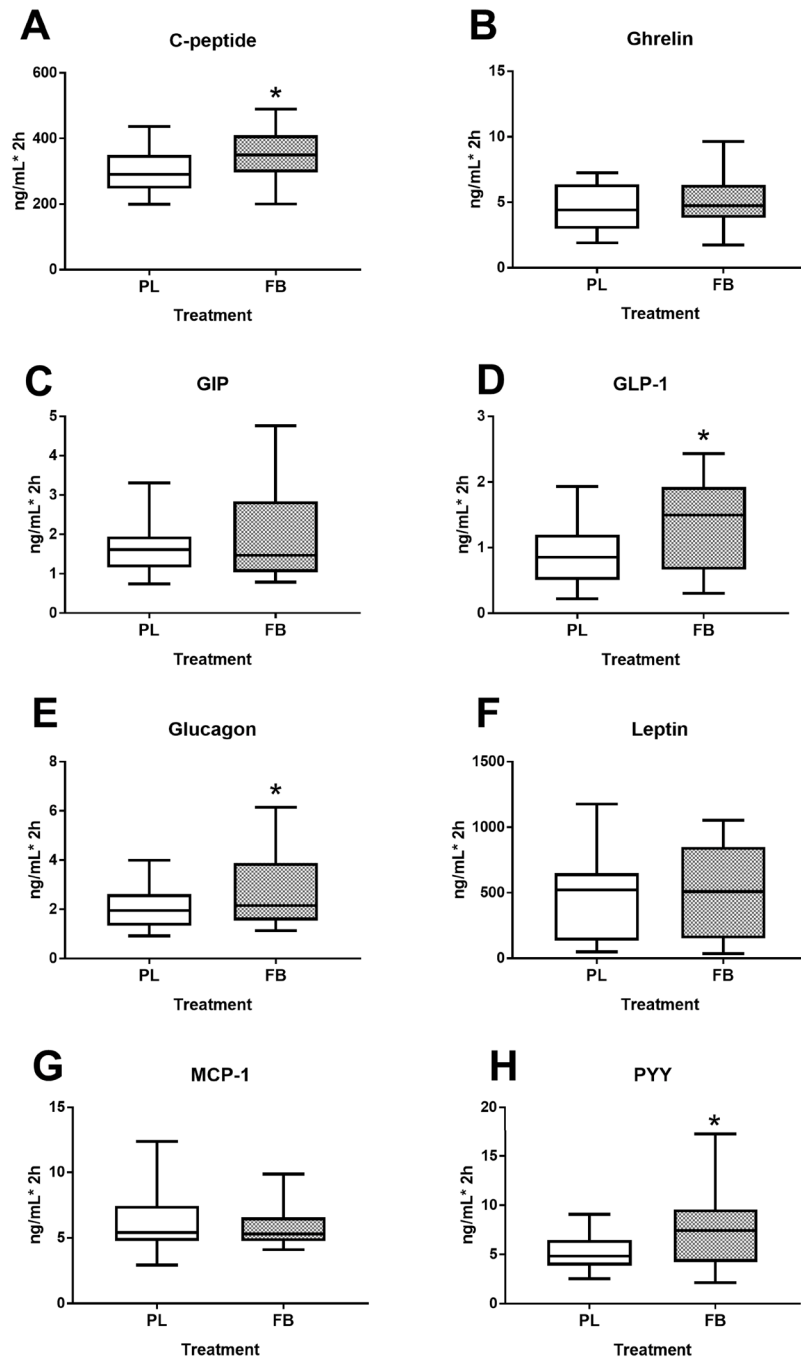 A
C-peptide
600
400
200
0
ng/mL* 2h
*
PL
FB
Treatment
B
Ghrelin
15
10
5
0
ng/mL* 2h
PL
FB
Treatment
C
GIP
5
4
3
2
1
0
ng/mL* 2h
PL
FB
Treatment
D
GLP-1
3
2
1
0
ng/mL* 2h
*
PL
FB
Treatment
E
Glucagon
8
6
4
2
0
ng/mL* 2h
*
PL
FB
Treatment
F
Leptin
1500
1000
500
0
ng/mL* 2h
PL
FB
Treatment
G
MCP-1
15
10
5
0
ng/mL* 2h
PL
FB
Treatment
H
PYY
20
15
10
5
0
ng/mL* 2h
*
PL
FB
Treatment